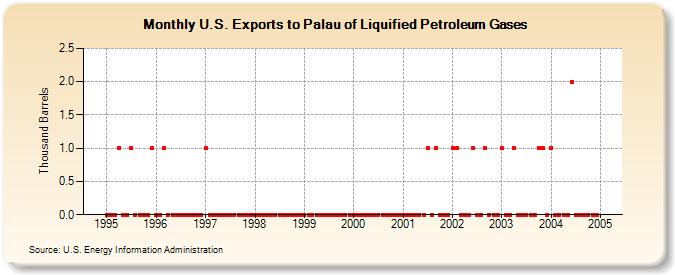 Monthly U.S. Exports to Palau of Liquified Petroleum Gases
Thousand Barrels
2.5
2.0
1.5
1.0
0.5
0.0
1995 1996 1997 1998 1999 2000 2001 2002 2003 2004 2005
Source: U.S. Energy Information Administration